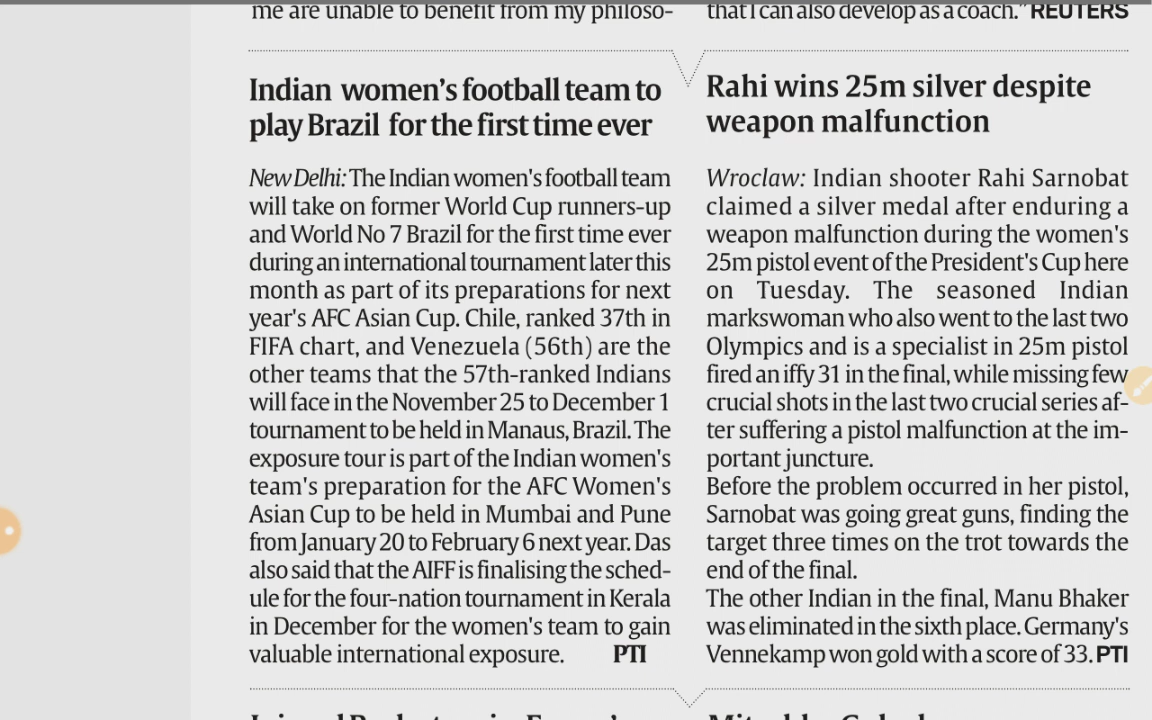 me are unable to benefit from my philoso-
that I can also develop as a coach." REUTERS
Indian women's football team to
play Brazil for the first time ever
New Delhi: The Indian women's football team
will take on former World Cup runners-up
and World No 7 Brazil for the first time ever
during an international tournament later this
month as part of its preparations for next
year's AFC Asian Cup. Chile, ranked 37th in
FIFA chart, and Venezuela (56th) are the
other teams that the 57th-ranked Indians
will face in the November 25 to December 1
tournament to be held in Manaus, Brazil. The
exposure tour is part of the Indian women's
team's preparation for the AFC Women's
Asian Cup to be held in Mumbai and Pune
from January 20 to February 6 next year. Das
also said that the AIFF is finalising the sched-
ule for the four-nation tournament in Kerala
in December for the women's team to gain
valuable international exposure. PTI
Rahi wins 25m silver despite
weapon malfunction
Wroclaw: Indian shooter Rahi Sarnobat
claimed a silver medal after enduring a
weapon malfunction during the women's
25m pistol event of the President's Cup here
on Tuesday. The seasoned Indian
markswoman who also went to the last two
Olympics and is a specialist in 25m pistol
fired an iffy 31 in the final, while missing few
crucial shots in the last two crucial series af-
ter suffering a pistol malfunction at the im-
portant juncture.
Before the problem occurred in her pistol,
Sarnobat was going great guns, finding the
target three times on the trot towards the
end of the final.
The other Indian in the final, Manu Bhaker
was eliminated in the sixth place. Germany's
Vennekamp won gold with a score of 33. PTI